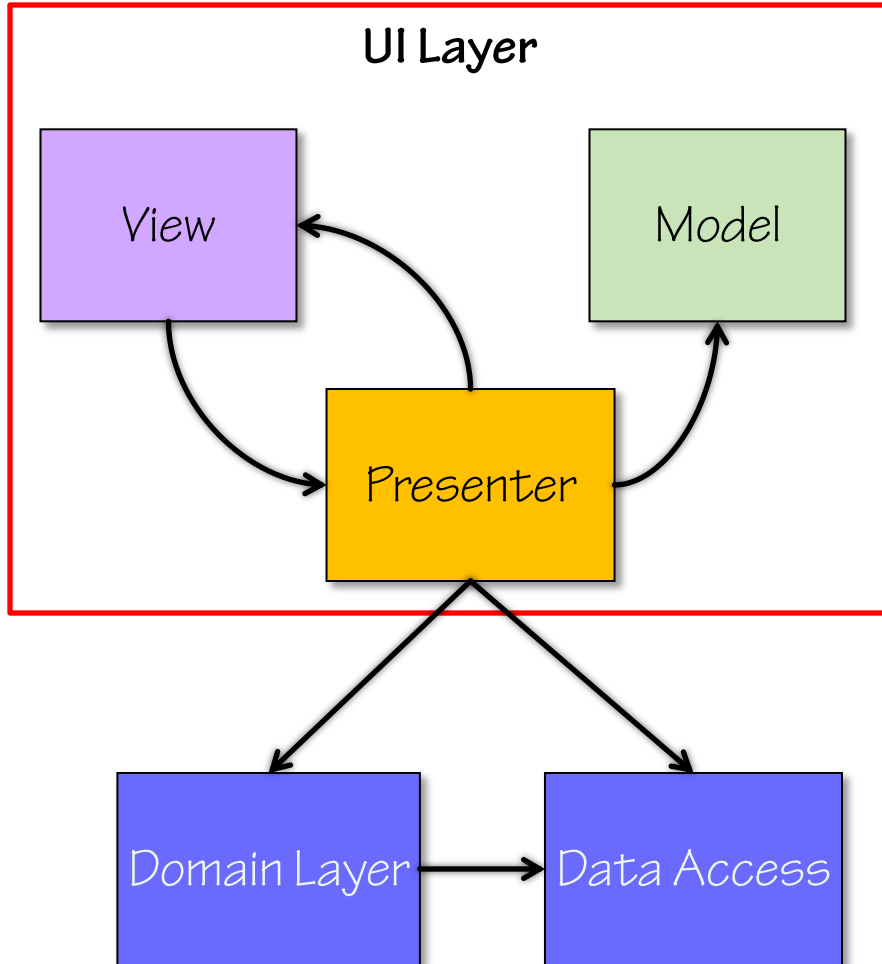 UI Layer
View
Model
Presenter
Domain Layer
Data Access